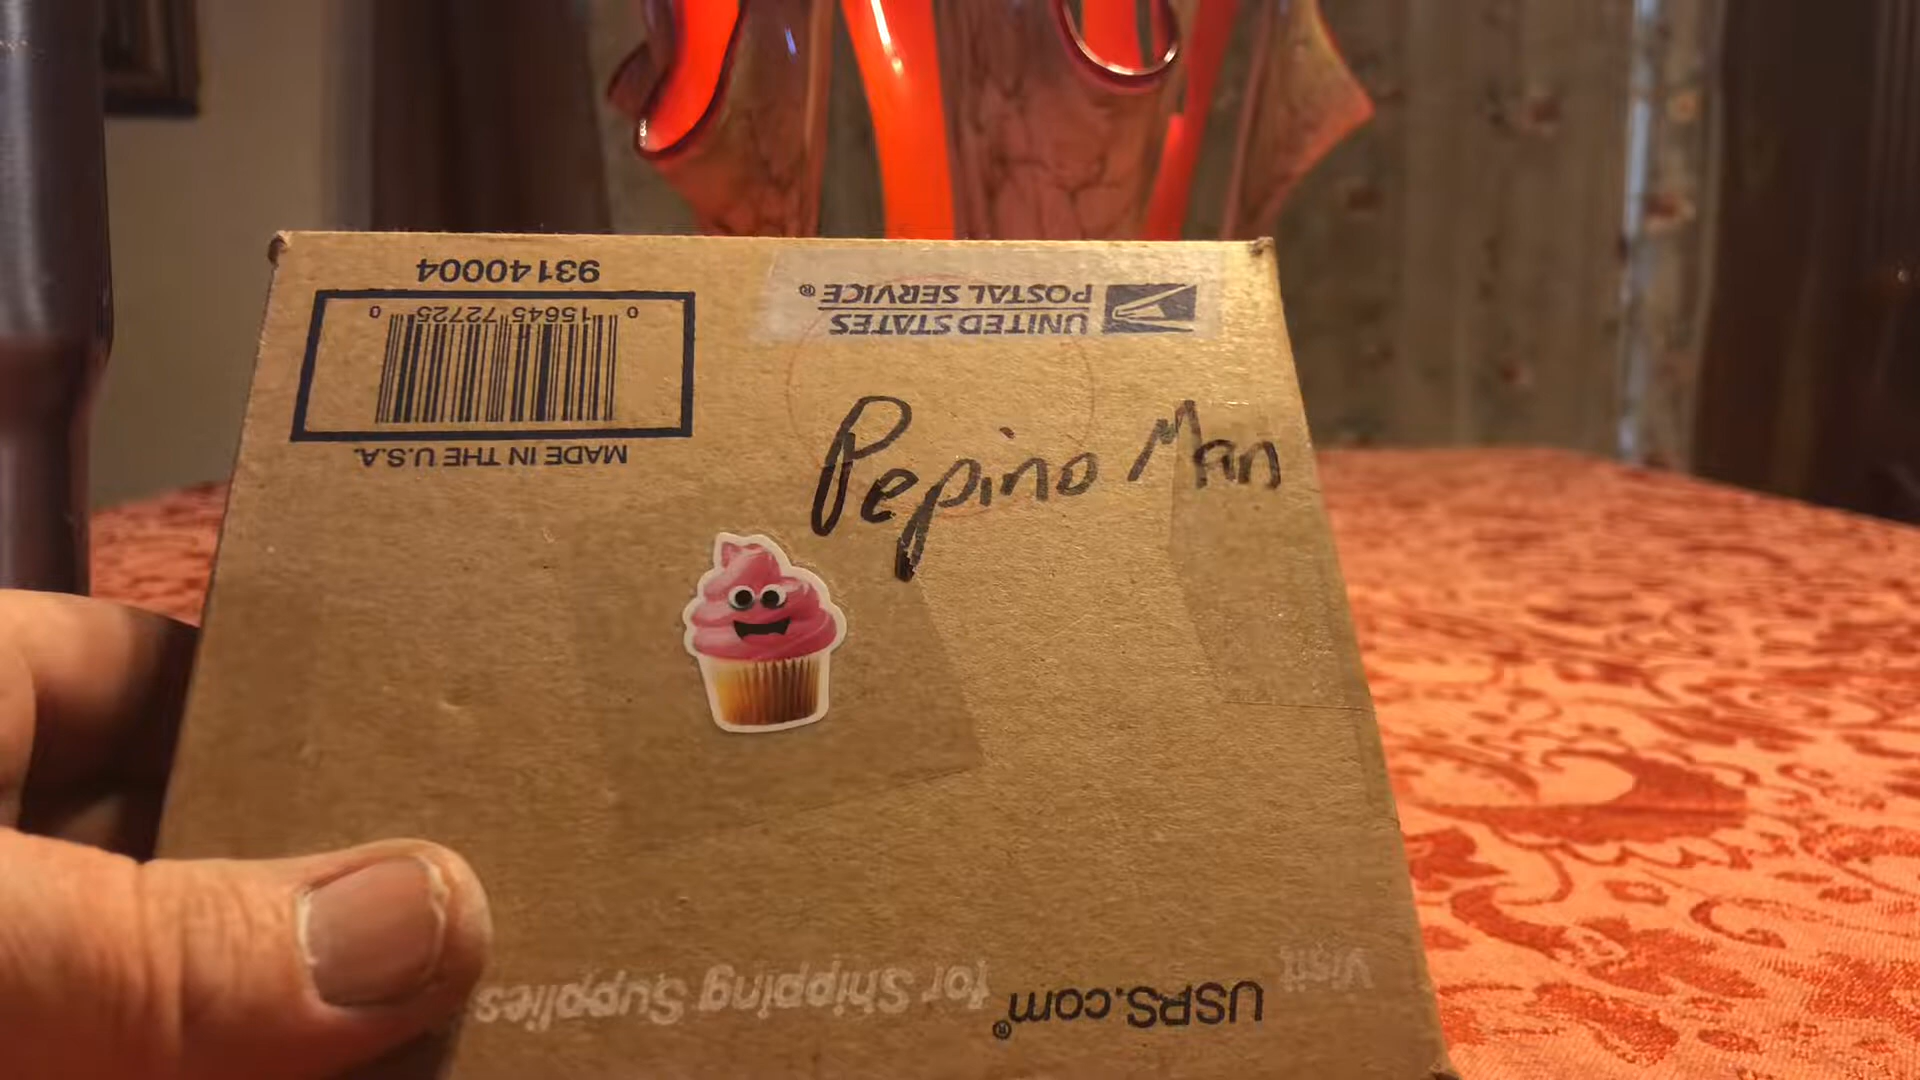 93140004
0 15645 72725 0
MADE IN THE U.S.A.
UNITED STATES
POSTAL SERVICE®
Pepino Man
Visit USPS.com® for Shipping Supplies